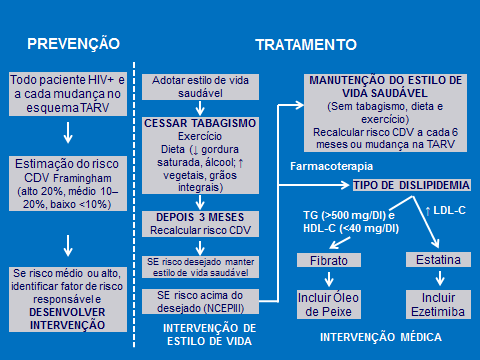 PREVENÇÃO
Todo paciente HIV+ e
a cada mudança no
esquema TARV
Estimação do risco
CDV Framingham
(alto 20%, médio 10–
20%, baixo <10%)
Se risco médio ou alto,
identificar fator de risco
responsável e
DESENVOLVER
INTERVENÇÃO
TRATAMENTO
Adotar estilo de vida
saudável
CESSAR TABAGISMO
Exercício
Dieta (↓ gordura
saturada, álcool; ↑
vegetais, grãos
integrais)
DEPOIS 3 MESES
Recalcular risco CDV
SE risco desejado manter
estilo de vida saudável
SE risco acima do
desejado (NCEPIII)
INTERVENÇÃO DE
ESTILO DE VIDA
MANUTENÇÃO DO ESTILO DE
VIDA SAUDÁVEL
(Sem tabagismo, dieta e
exercício)
Recalcular risco CDV a cada 6
meses ou mudança na TARV
Farmacoterapia
TIPO DE DISLIPIDEMIA
TG (>500 mg/Dl) e
HDL-C (<40 mg/Dl)
↑ LDL-C
Fibrato
Estatina
Incluir Óleo
de Peixe
Incluir
Ezetimiba
INTERVENÇÃO MÉDICA